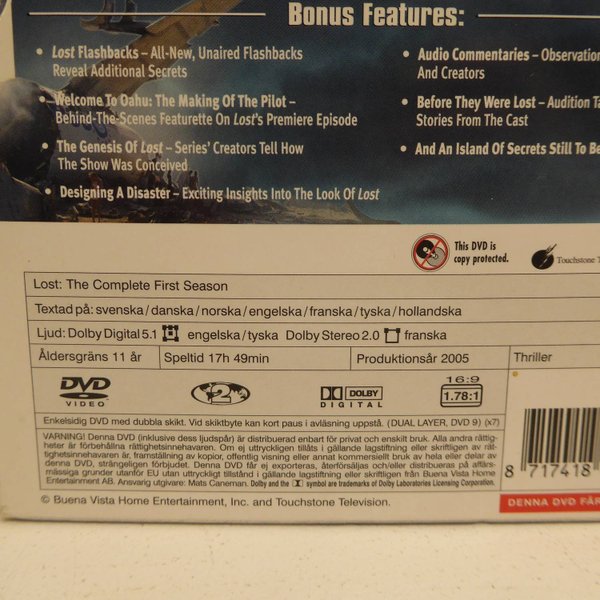 Bonus Features:
• Lost Flashbacks – All-New, Unaired Flashbacks
Reveal Additional Secrets
• Welcome To Oahu: The Making Of The Pilot –
Behind-The-Scenes Featurette On Lost's Premiere Episode
• The Genesis Of Lost – Series' Creators Tell How
The Show Was Conceived
• Designing A Disaster – Exciting Insights Into The Look Of Lost
• Audio Commentaries – Observation
And Creators
• Before They Were Lost – Audition Ta
Stories From The Cast
• And An Island Of Secrets Still To Be
This DVD is
copy protected.
Touchstone T
Lost: The Complete First Season
Textad på: svenska/danska/norska/engelska/franska/tyska/hollandska
Ljud: Dolby Digital 5.1 engelska/tyska Dolby Stereo 2.0 franska
Åldersgräns 11 år Speltid 17h 49min Produktionsår 2005 Thriller
DVD
VIDEO
2
DOLBY
DIGITAL
16:9
1.78:1
Enkelsidig DVD med dubbla skikt. Vid skiktbyte kan kort paus i avläsning uppstå. (DUAL LAYER, DVD 9) (x7)
VARNING! Denna DVD (inklusive dess ljudspår) är distribuerad enbart för privat och enskilt bruk. Alla andra rättig-
heter är förbehållna rättighetsinnehavaren. Om ej uttryckligen tillåts i gällande lagstiftning eller skriftligen av rät-
tighetsinnehavaren är, framställning av kopior, offentlig visning eller annat kommersiellt bruk av hela eller delar av
denna DVD, strängeligen förbjudet. Denna DVD får ej exporteras, återförsäljas och/eller distribueras på affärs-
mässiga grunder utanför EU utan uttryckligt tillstånd i gällande lagstiftning eller skriftligen från Buena Vista Home
Entertainment AB. Ansvarig utgivare: Mats Caneman. Dolby and the symbol are trademarks of Dolby Laboratories Licensing Corporation.
8 717418
© Buena Vista Home Entertainment, Inc. and Touchstone Television.
DENNA DVD FÅR